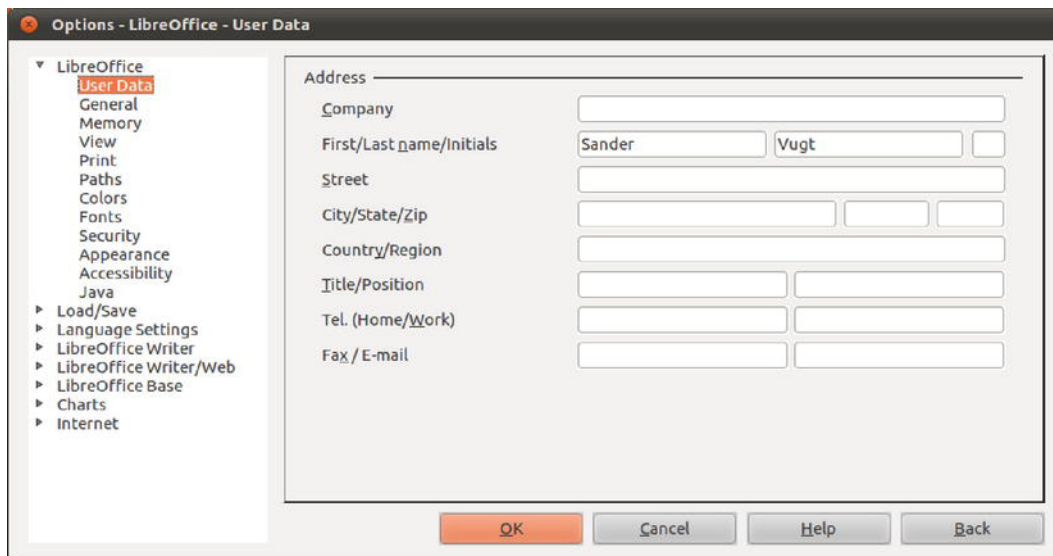 Options - LibreOffice - User Data
LibreOffice
User Data
General
Memory
View
Print
Paths
Colors
Fonts
Security
Appearance
Accessibility
Java
Load/Save
Language Settings
LibreOffice Writer
LibreOffice Writer/Web
LibreOffice Base
Charts
Internet
Address
Company
First/Last name/Initials Sander Vugt
Street
City/State/Zip
Country/Region
Title/Position
Tel. (Home/Work)
Fax / E-mail
OK Cancel Help Back